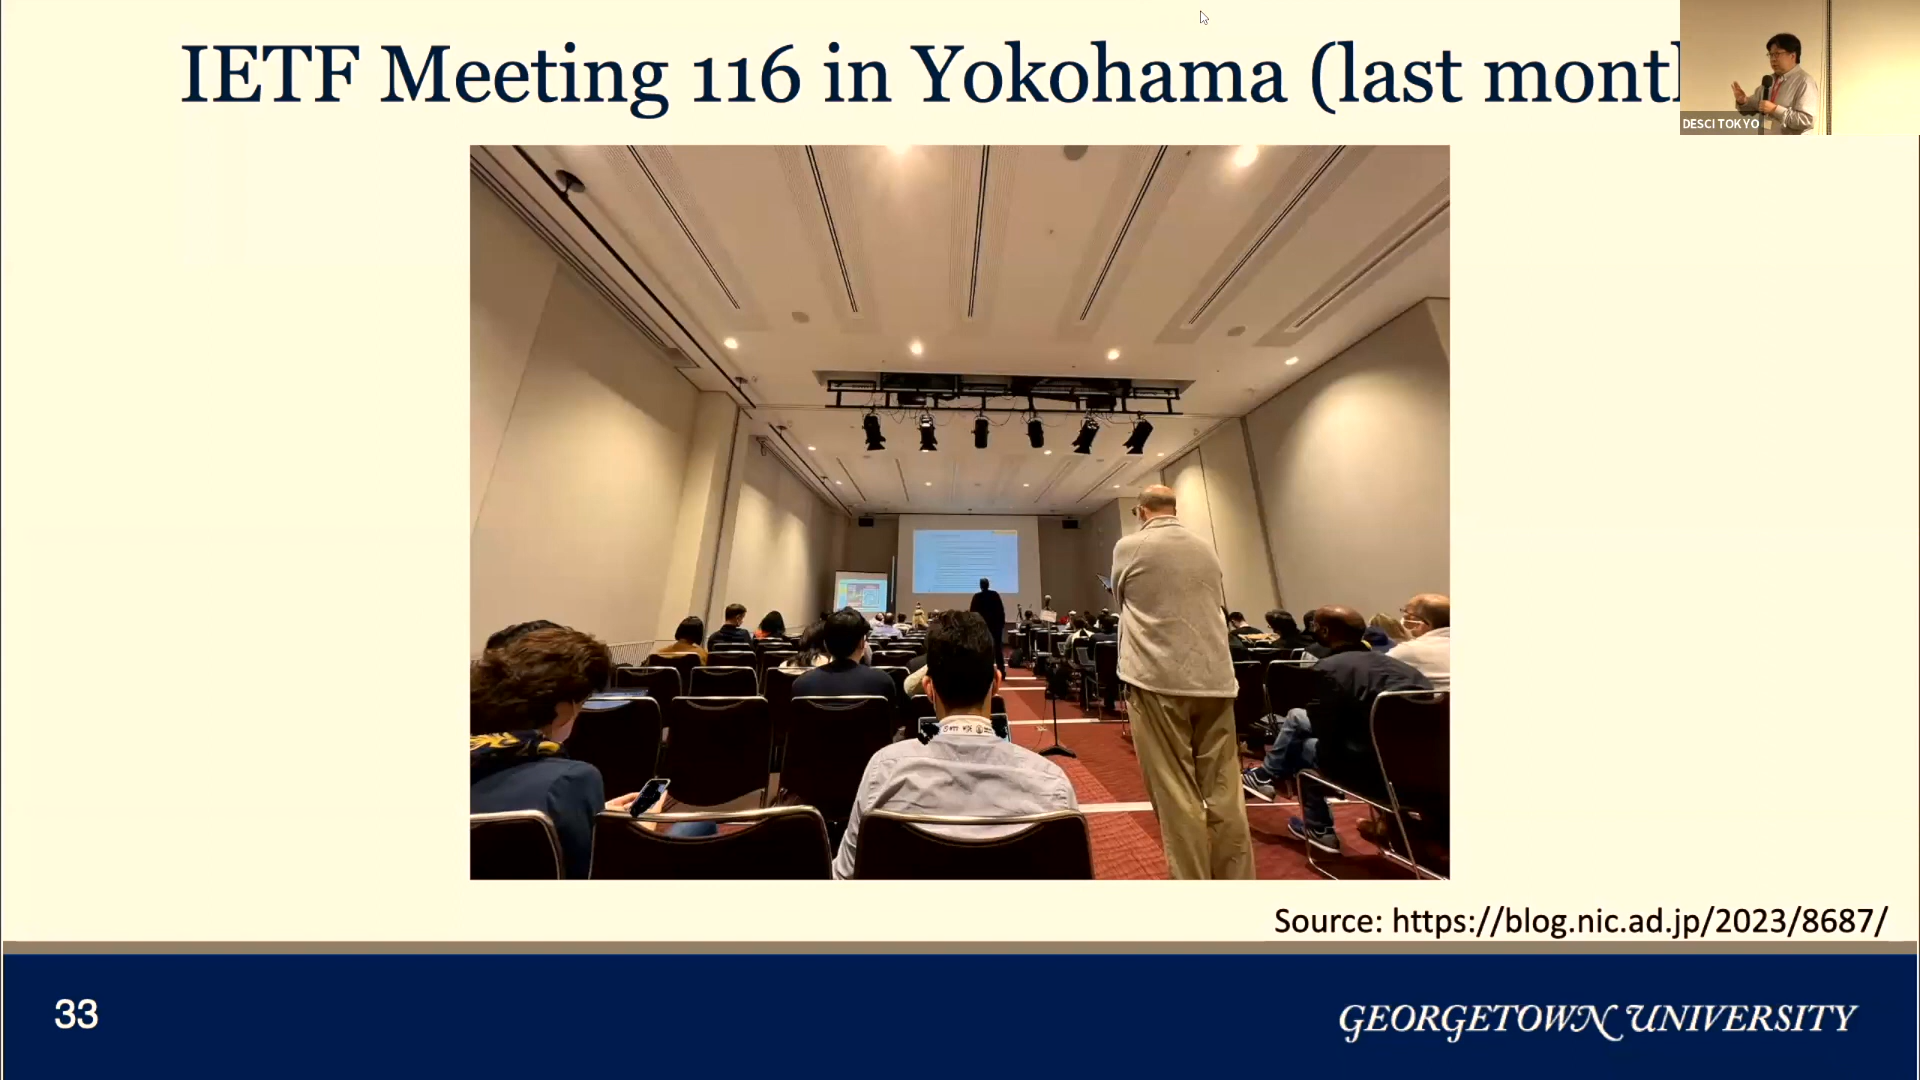 IETF Meeting 116 in Yokohama (last mont
DESCI TOKYO
Source: https://blog.nic.ad.jp/2023/8687/
33
GEORGETOWN UNIVERSITY